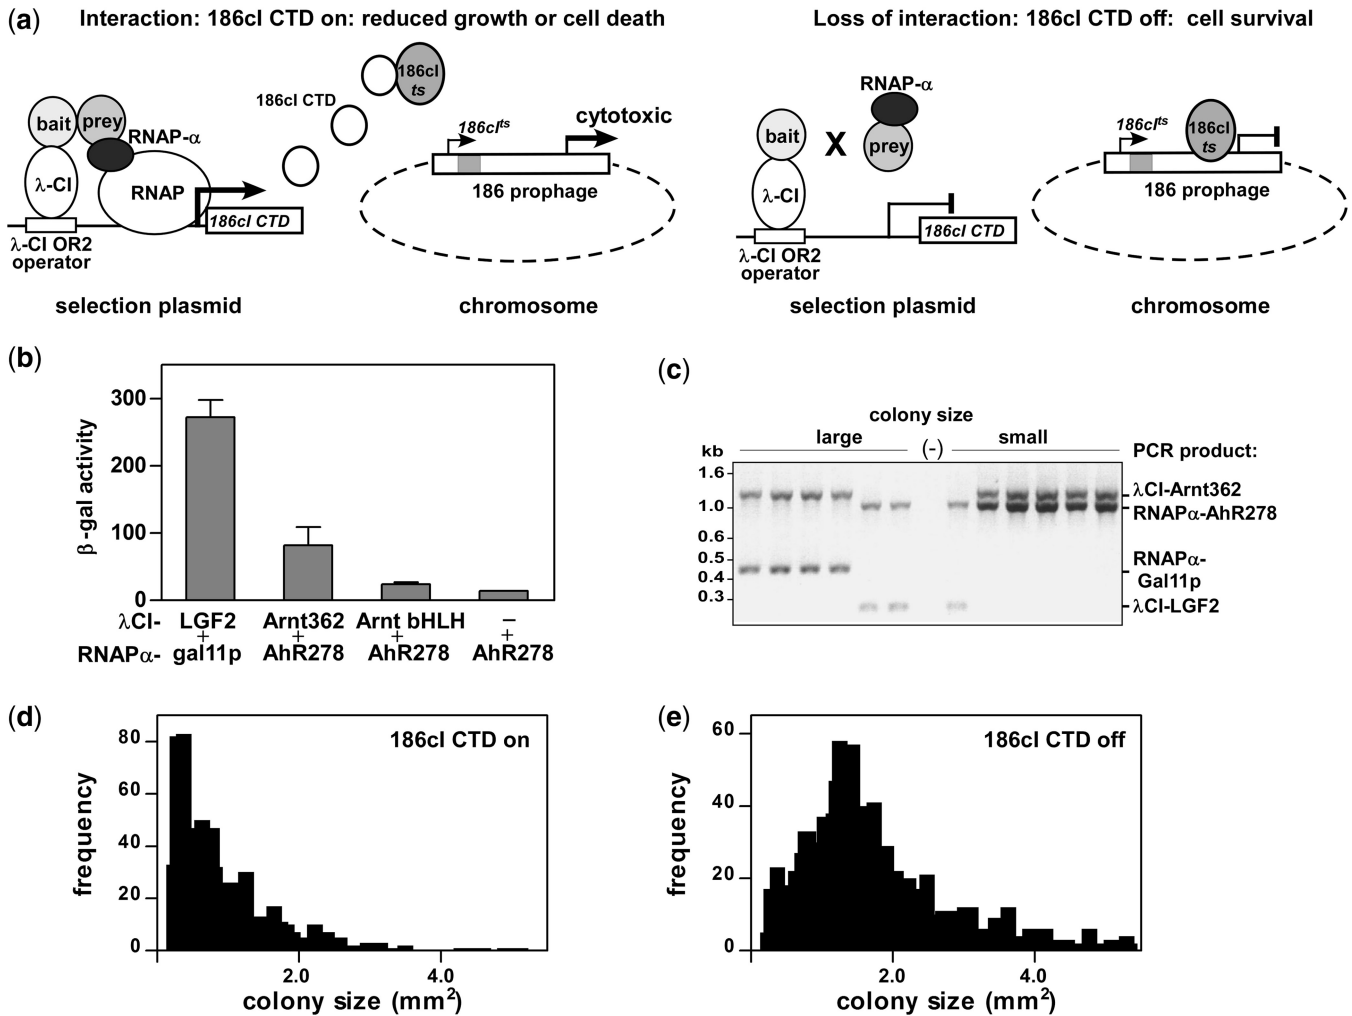 (a) Interaction: 186cI CTD on: reduced growth or cell death
Loss of interaction: 186cI CTD off: cell survival
bait
prey
RNAP-α
λ-CI
RNAP
186cI CTD
λ-CI OR2
operator
186cI CTD
186cI
ts
186cI^ts
cytotoxic
186 prophage
selection plasmid
chromosome
bait
X
RNAP-α
prey
λ-CI
λ-CI OR2
operator
186cI CTD
186cI^ts
186cI
ts
186 prophage
selection plasmid
chromosome
(b)
β-gal activity
300
200
100
0
λCI- LGF2 Arnt362 Arnt bHLH –
+ + + +
RNAPα- gal11p AhR278 AhR278 AhR278
(c)
colony size
large (-) small
kb
PCR product:
1.6
1.0
0.6
0.5
0.4
0.3
λCI-Arnt362
RNAPα-AhR278
RNAPα-
Gal11p
λCI-LGF2
(d)
186cI CTD on
frequency
80
60
40
20
0
2.0 4.0
colony size (mm²)
(e)
186cI CTD off
frequency
60
40
20
0
2.0 4.0
colony size (mm²)